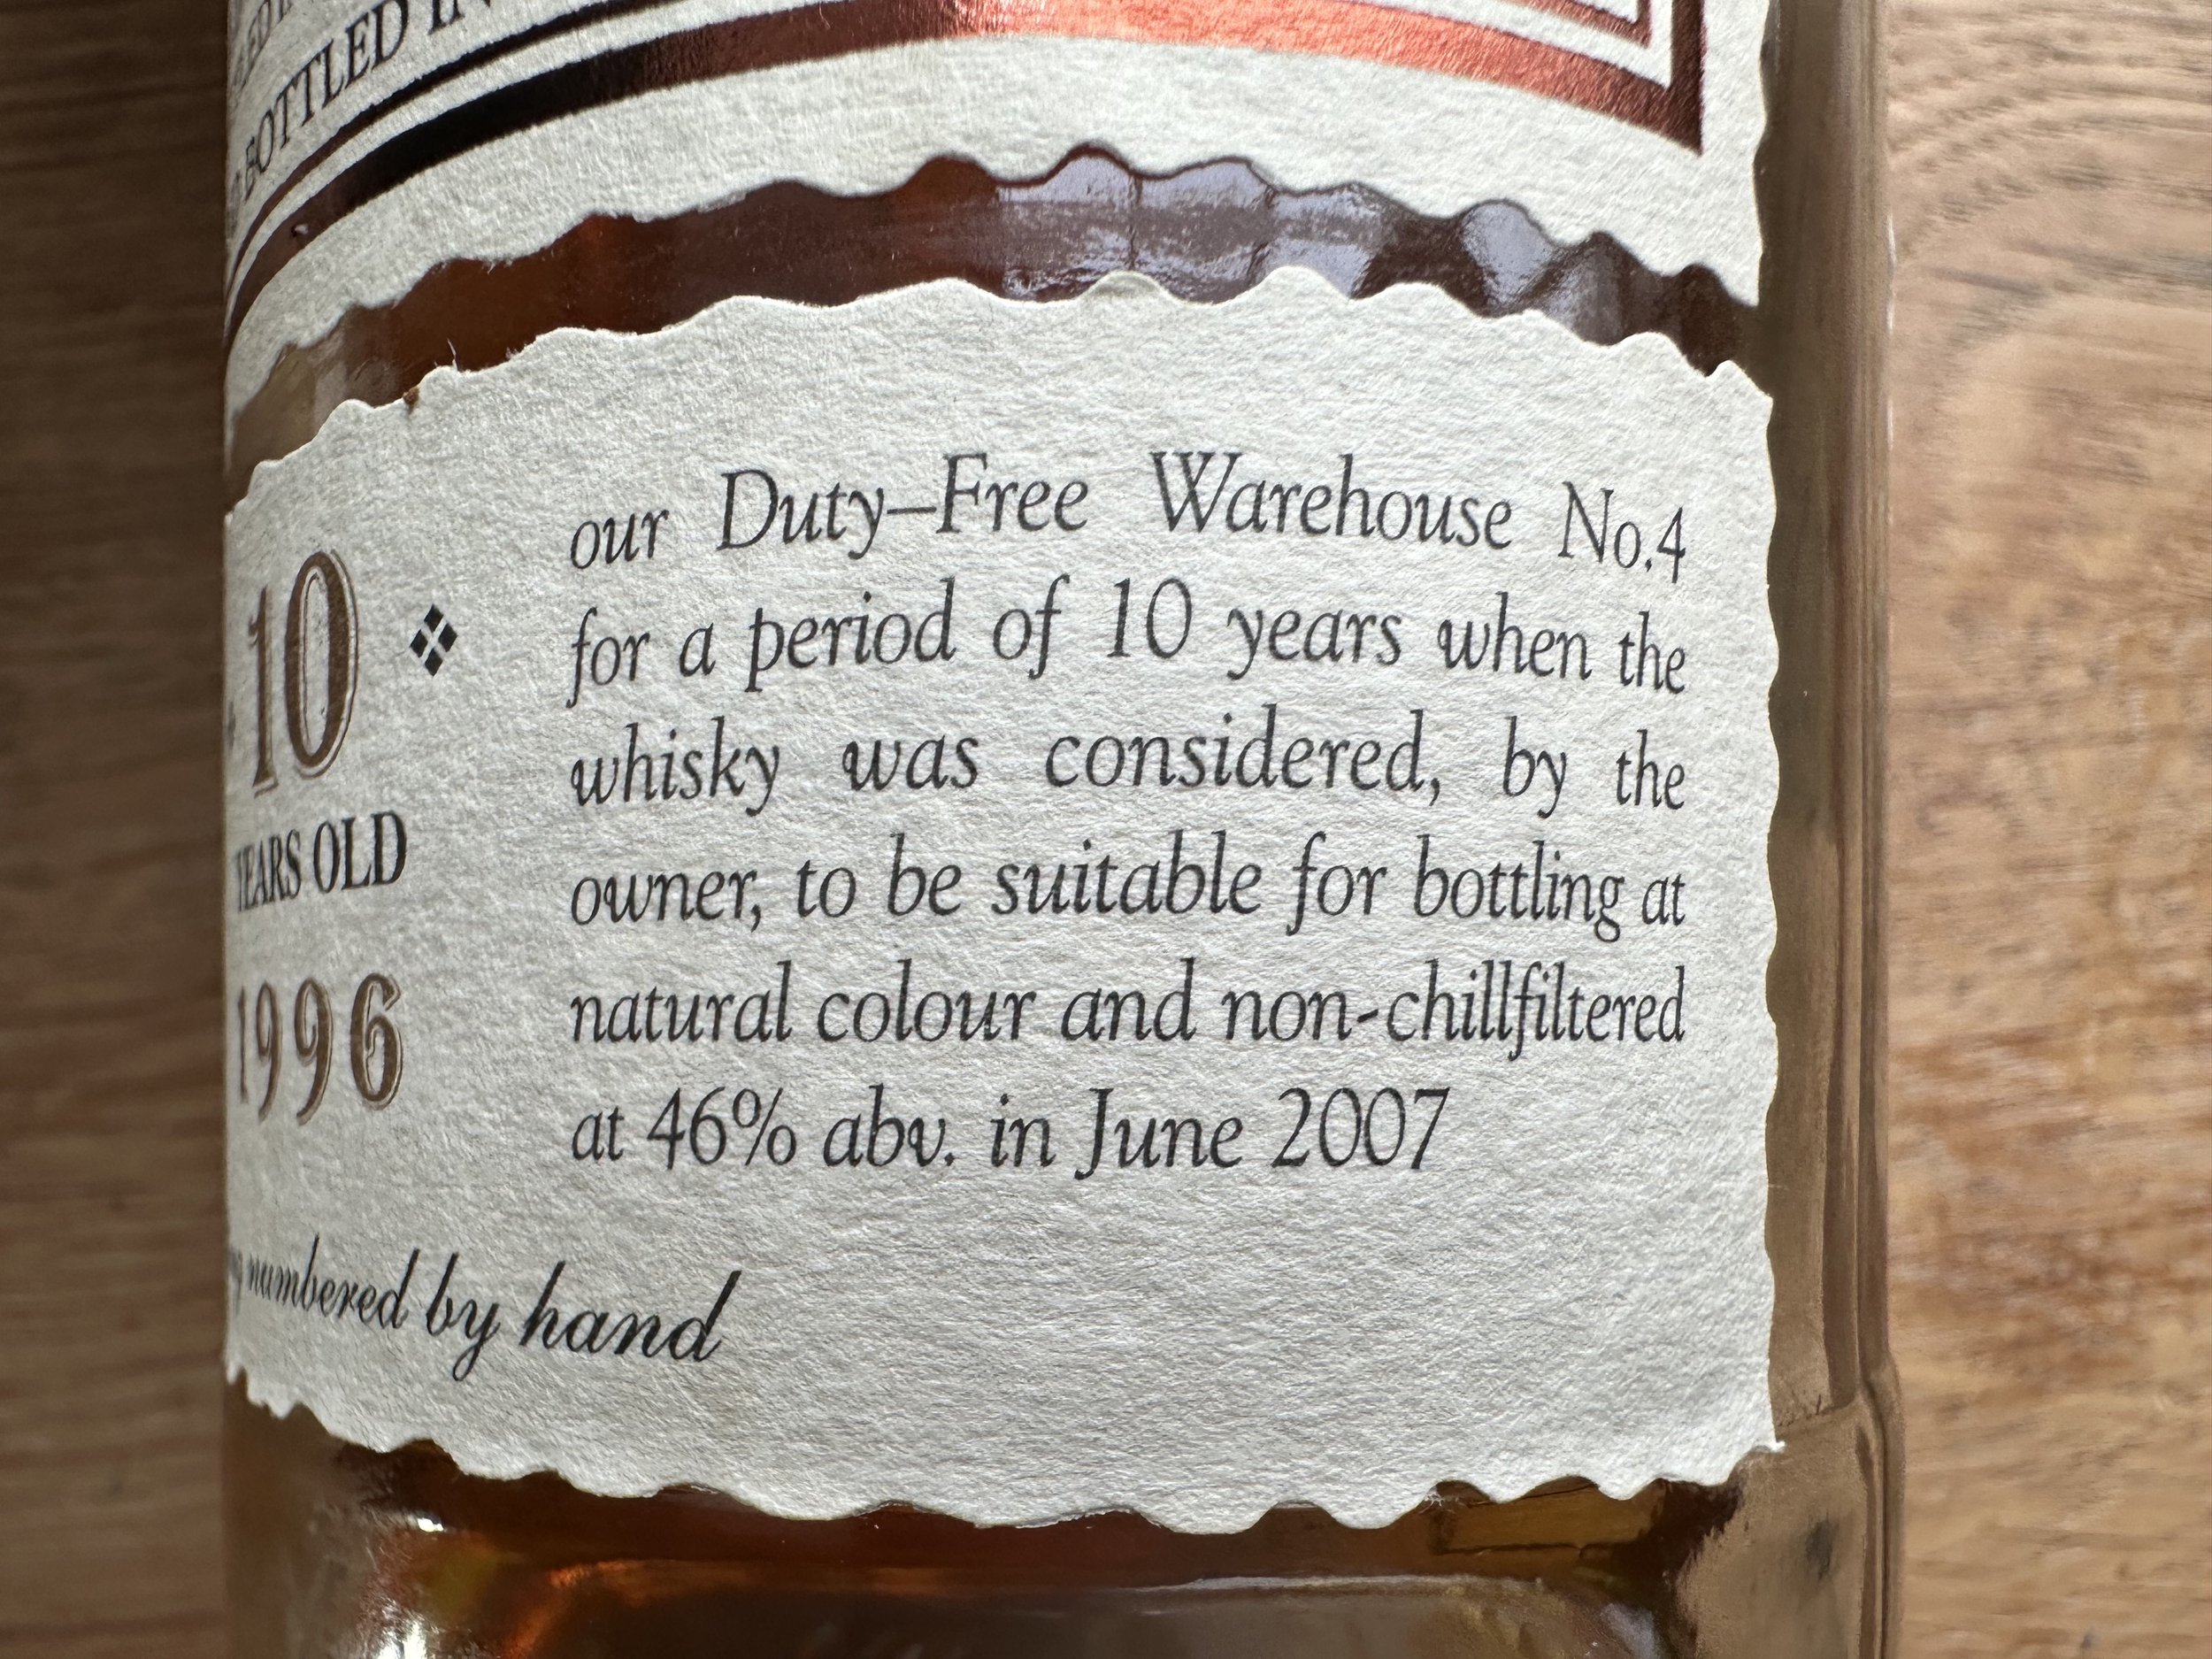 BOTTLED IN
our Duty–Free Warehouse No.4
for a period of 10 years when the
whisky was considered, by the
owner, to be suitable for bottling at
natural colour and non-chillfiltered
at 46% abv. in June 2007
10
YEARS OLD
1996
numbered by hand